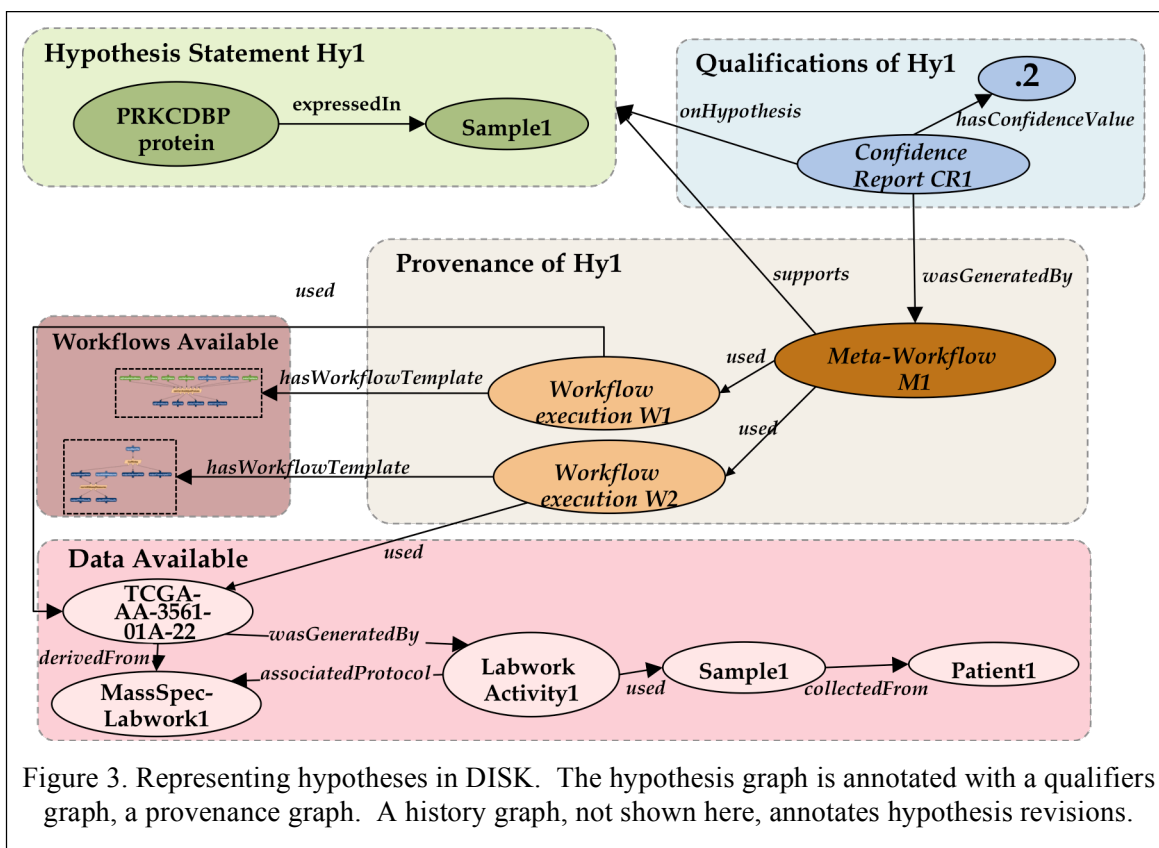 Hypothesis Statement Hy1
PRKCDBP
protein
expressedIn
Sample1
Qualifications of Hy1
.2
hasConfidenceValue
onHypothesis
Confidence
Report CR1
Provenance of Hy1
supports
wasGeneratedBy
used
Workflows Available
hasWorkflowTemplate
Workflow
execution W1
used
Meta-Workflow
M1
used
hasWorkflowTemplate
Workflow
execution W2
used
Data Available
TCGA-
AA-3561-
01A-22
wasGeneratedBy
derivedFrom
associatedProtocol
MassSpec-
Labwork1
Labwork
Activity1
used
Sample1
collectedFrom
Patient1
Figure 3. Representing hypotheses in DISK. The hypothesis graph is annotated with a qualifiers
graph, a provenance graph. A history graph, not shown here, annotates hypothesis revisions.